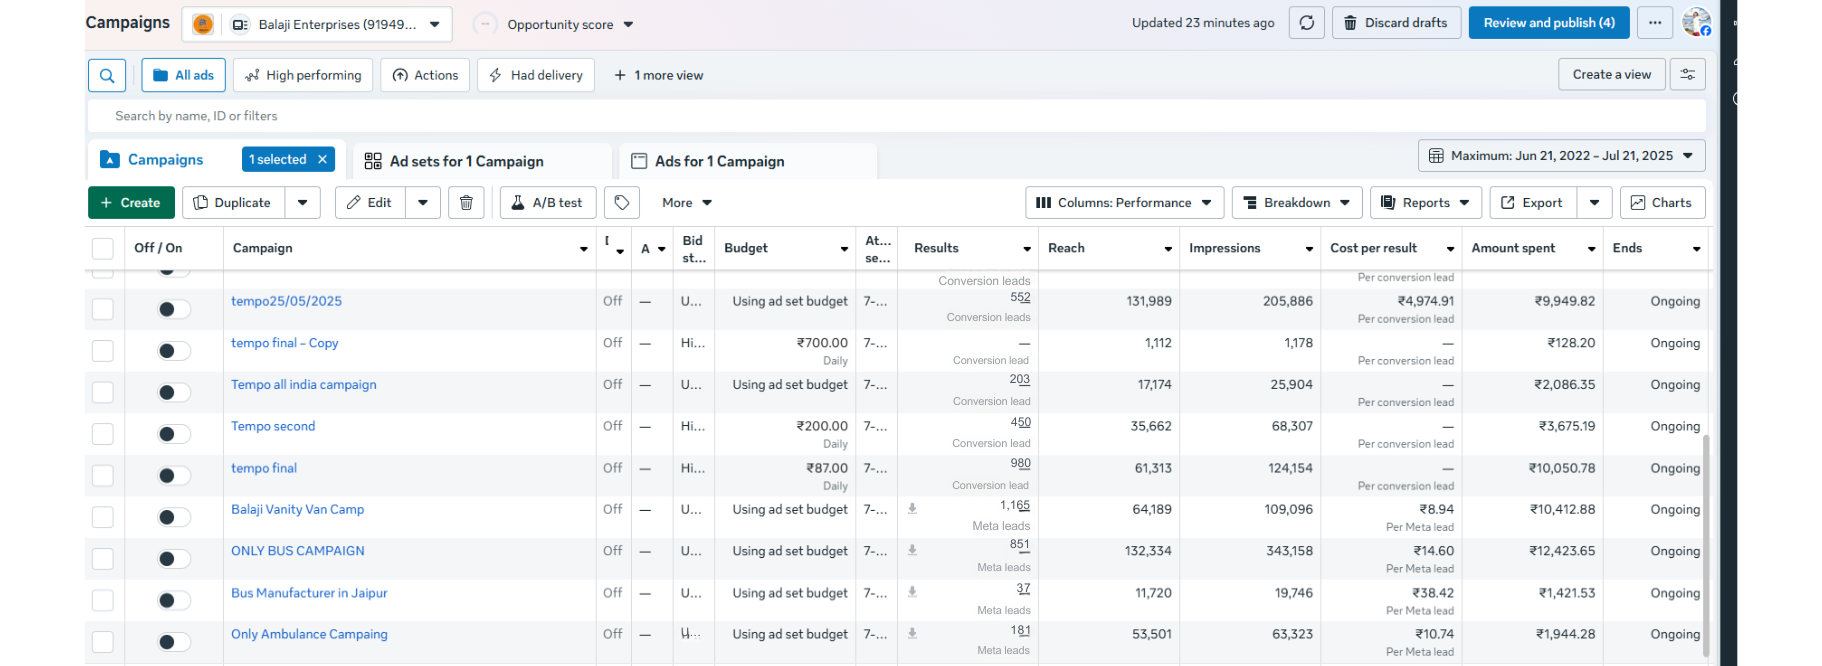 Campaigns
Balaji Enterprises (91949...
Opportunity score
Updated 23 minutes ago
Discard drafts
Review and publish (4)
All ads
High performing
Actions
Had delivery
+ 1 more view
Create a view
Search by name, ID or filters
Campaigns
1 selected ×
Ad sets for 1 Campaign
Ads for 1 Campaign
Maximum: Jun 21, 2022 – Jul 21, 2025
+ Create
Duplicate
Edit
A/B test
More
Columns: Performance
Breakdown
Reports
Export
Charts
Off / On Campaign A Bid st... Budget At... se... Results Reach Impressions Cost per result Amount spent Ends
Conversion leads Per conversion lead
tempo25/05/2025 Off — U... Using ad set budget 7-... 552 131,989 205,886 ₹4,974.91 ₹9,949.82 Ongoing
Conversion leads Per conversion lead
tempo final – Copy Off — Hi... ₹700.00 7-... — 1,112 1,178 — ₹128.20 Ongoing
Daily Conversion lead Per conversion lead
Tempo all india campaign Off — U... Using ad set budget 7-... 203 17,174 25,904 — ₹2,086.35 Ongoing
Conversion lead Per conversion lead
Tempo second Off — Hi... ₹200.00 7-... 450 35,662 68,307 — ₹3,675.19 Ongoing
Daily Conversion lead Per conversion lead
tempo final Off — Hi... ₹87.00 7-... 980 61,313 124,154 — ₹10,050.78 Ongoing
Daily Conversion lead Per conversion lead
Balaji Vanity Van Camp Off — U... Using ad set budget 7-... 1,165 64,189 109,096 ₹8.94 ₹10,412.88 Ongoing
Meta leads Per Meta lead
ONLY BUS CAMPAIGN Off — U... Using ad set budget 7-... 851 132,334 343,158 ₹14.60 ₹12,423.65 Ongoing
Meta leads Per Meta lead
Bus Manufacturer in Jaipur Off — U... Using ad set budget 7-... 37 11,720 19,746 ₹38.42 ₹1,421.53 Ongoing
Meta leads Per Meta lead
Only Ambulance Campaing Off — U... Using ad set budget 7-... 181 53,501 63,323 ₹10.74 ₹1,944.28 Ongoing
Meta leads Per Meta lead